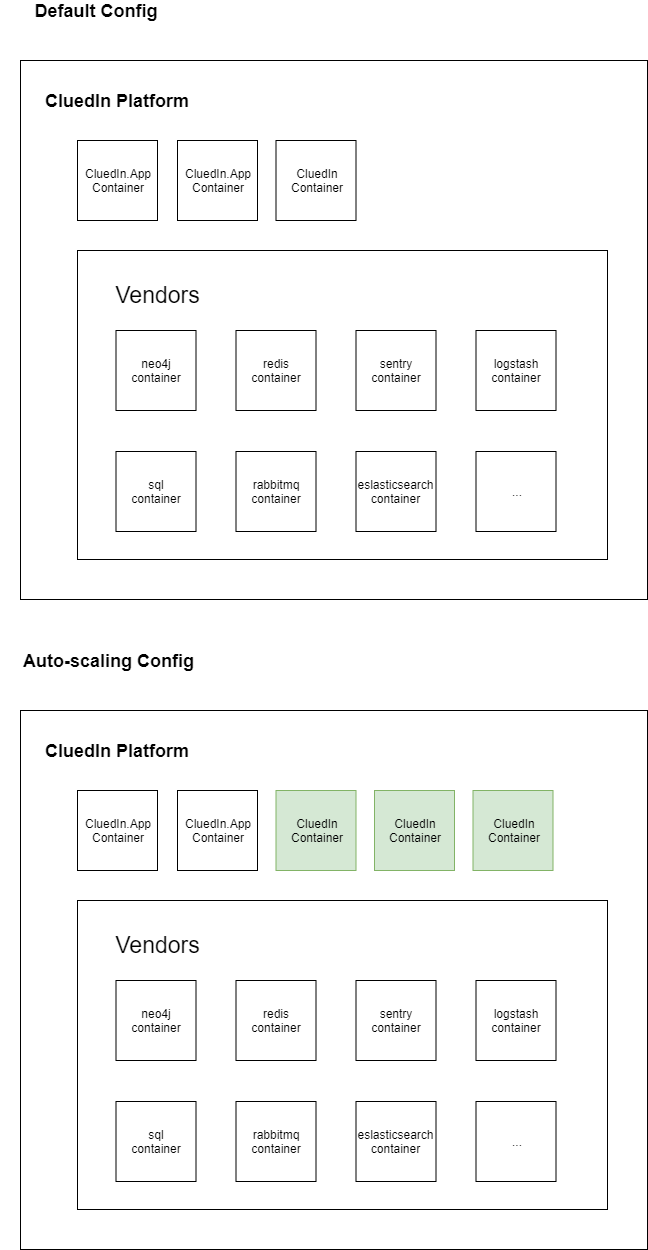 Default Config
CluedIn Platform
CluedIn.App
Container
CluedIn.App
Container
CluedIn
Container
Vendors
neo4j
container
redis
container
sentry
container
logstash
container
sql
container
rabbitmq
container
eslasticsearch
container
...
Auto-scaling Config
CluedIn Platform
CluedIn.App
Container
CluedIn.App
Container
CluedIn
Container
CluedIn
Container
CluedIn
Container
Vendors
neo4j
container
redis
container
sentry
container
logstash
container
sql
container
rabbitmq
container
eslasticsearch
container
...